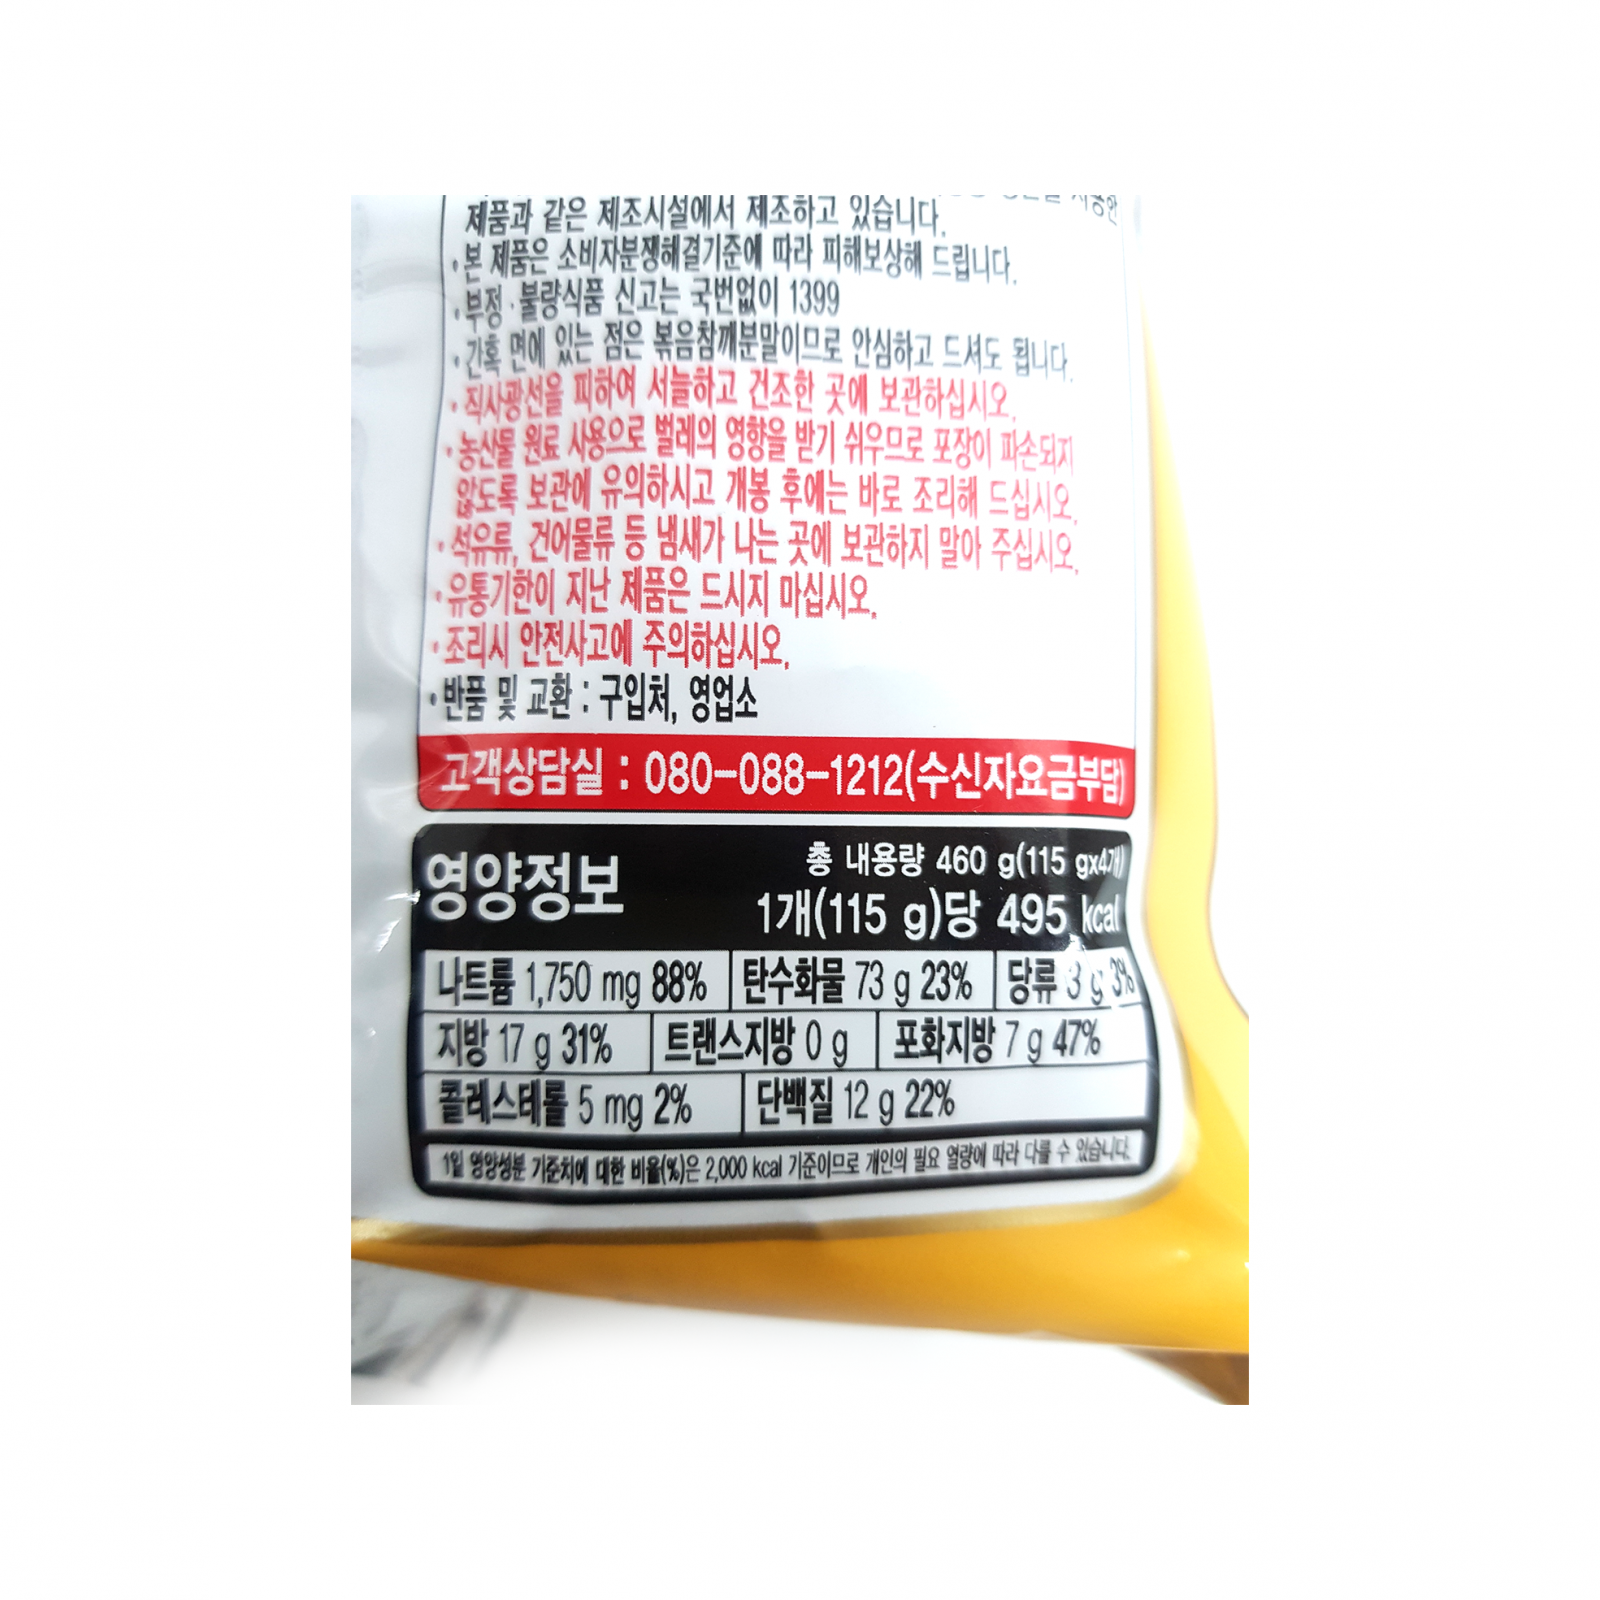 제품과 같은 제조시설에서 제조하고 있습니다.
• 본 제품은 소비자분쟁해결기준에 따라 피해보상해 드립니다.
• 부정 · 불량식품 신고는 국번없이 1399
• 간혹 면에 있는 점은 볶음참깨분말이므로 안심하고 드셔도 됩니다.
• 직사광선을 피하여 서늘하고 건조한 곳에 보관하십시오.
• 농산물 원료 사용으로 벌레의 영향을 받기 쉬우므로 포장이 파손되지
않도록 보관에 유의하시고 개봉 후에는 바로 조리해 드십시오.
• 석유류, 건어물류 등 냄새가 나는 곳에 보관하지 말아 주십시오.
• 유통기한이 지난 제품은 드시지 마십시오.
• 조리시 안전사고에 주의하십시오.
• 반품 및 교환 : 구입처, 영업소
고객상담실 : 080-088-1212(수신자요금부담)
영양정보
총 내용량 460 g(115 gx4개)
1개(115 g)당 495 kcal
나트륨 1,750 mg 88% 탄수화물 73 g 23% 당류 3 g 3%
지방 17 g 31% 트랜스지방 0 g 포화지방 7 g 47%
콜레스테롤 5 mg 2% 단백질 12 g 22%
1일 영양성분 기준치에 대한 비율(%)은 2,000 kcal 기준이므로 개인의 필요 열량에 따라 다를 수 있습니다.